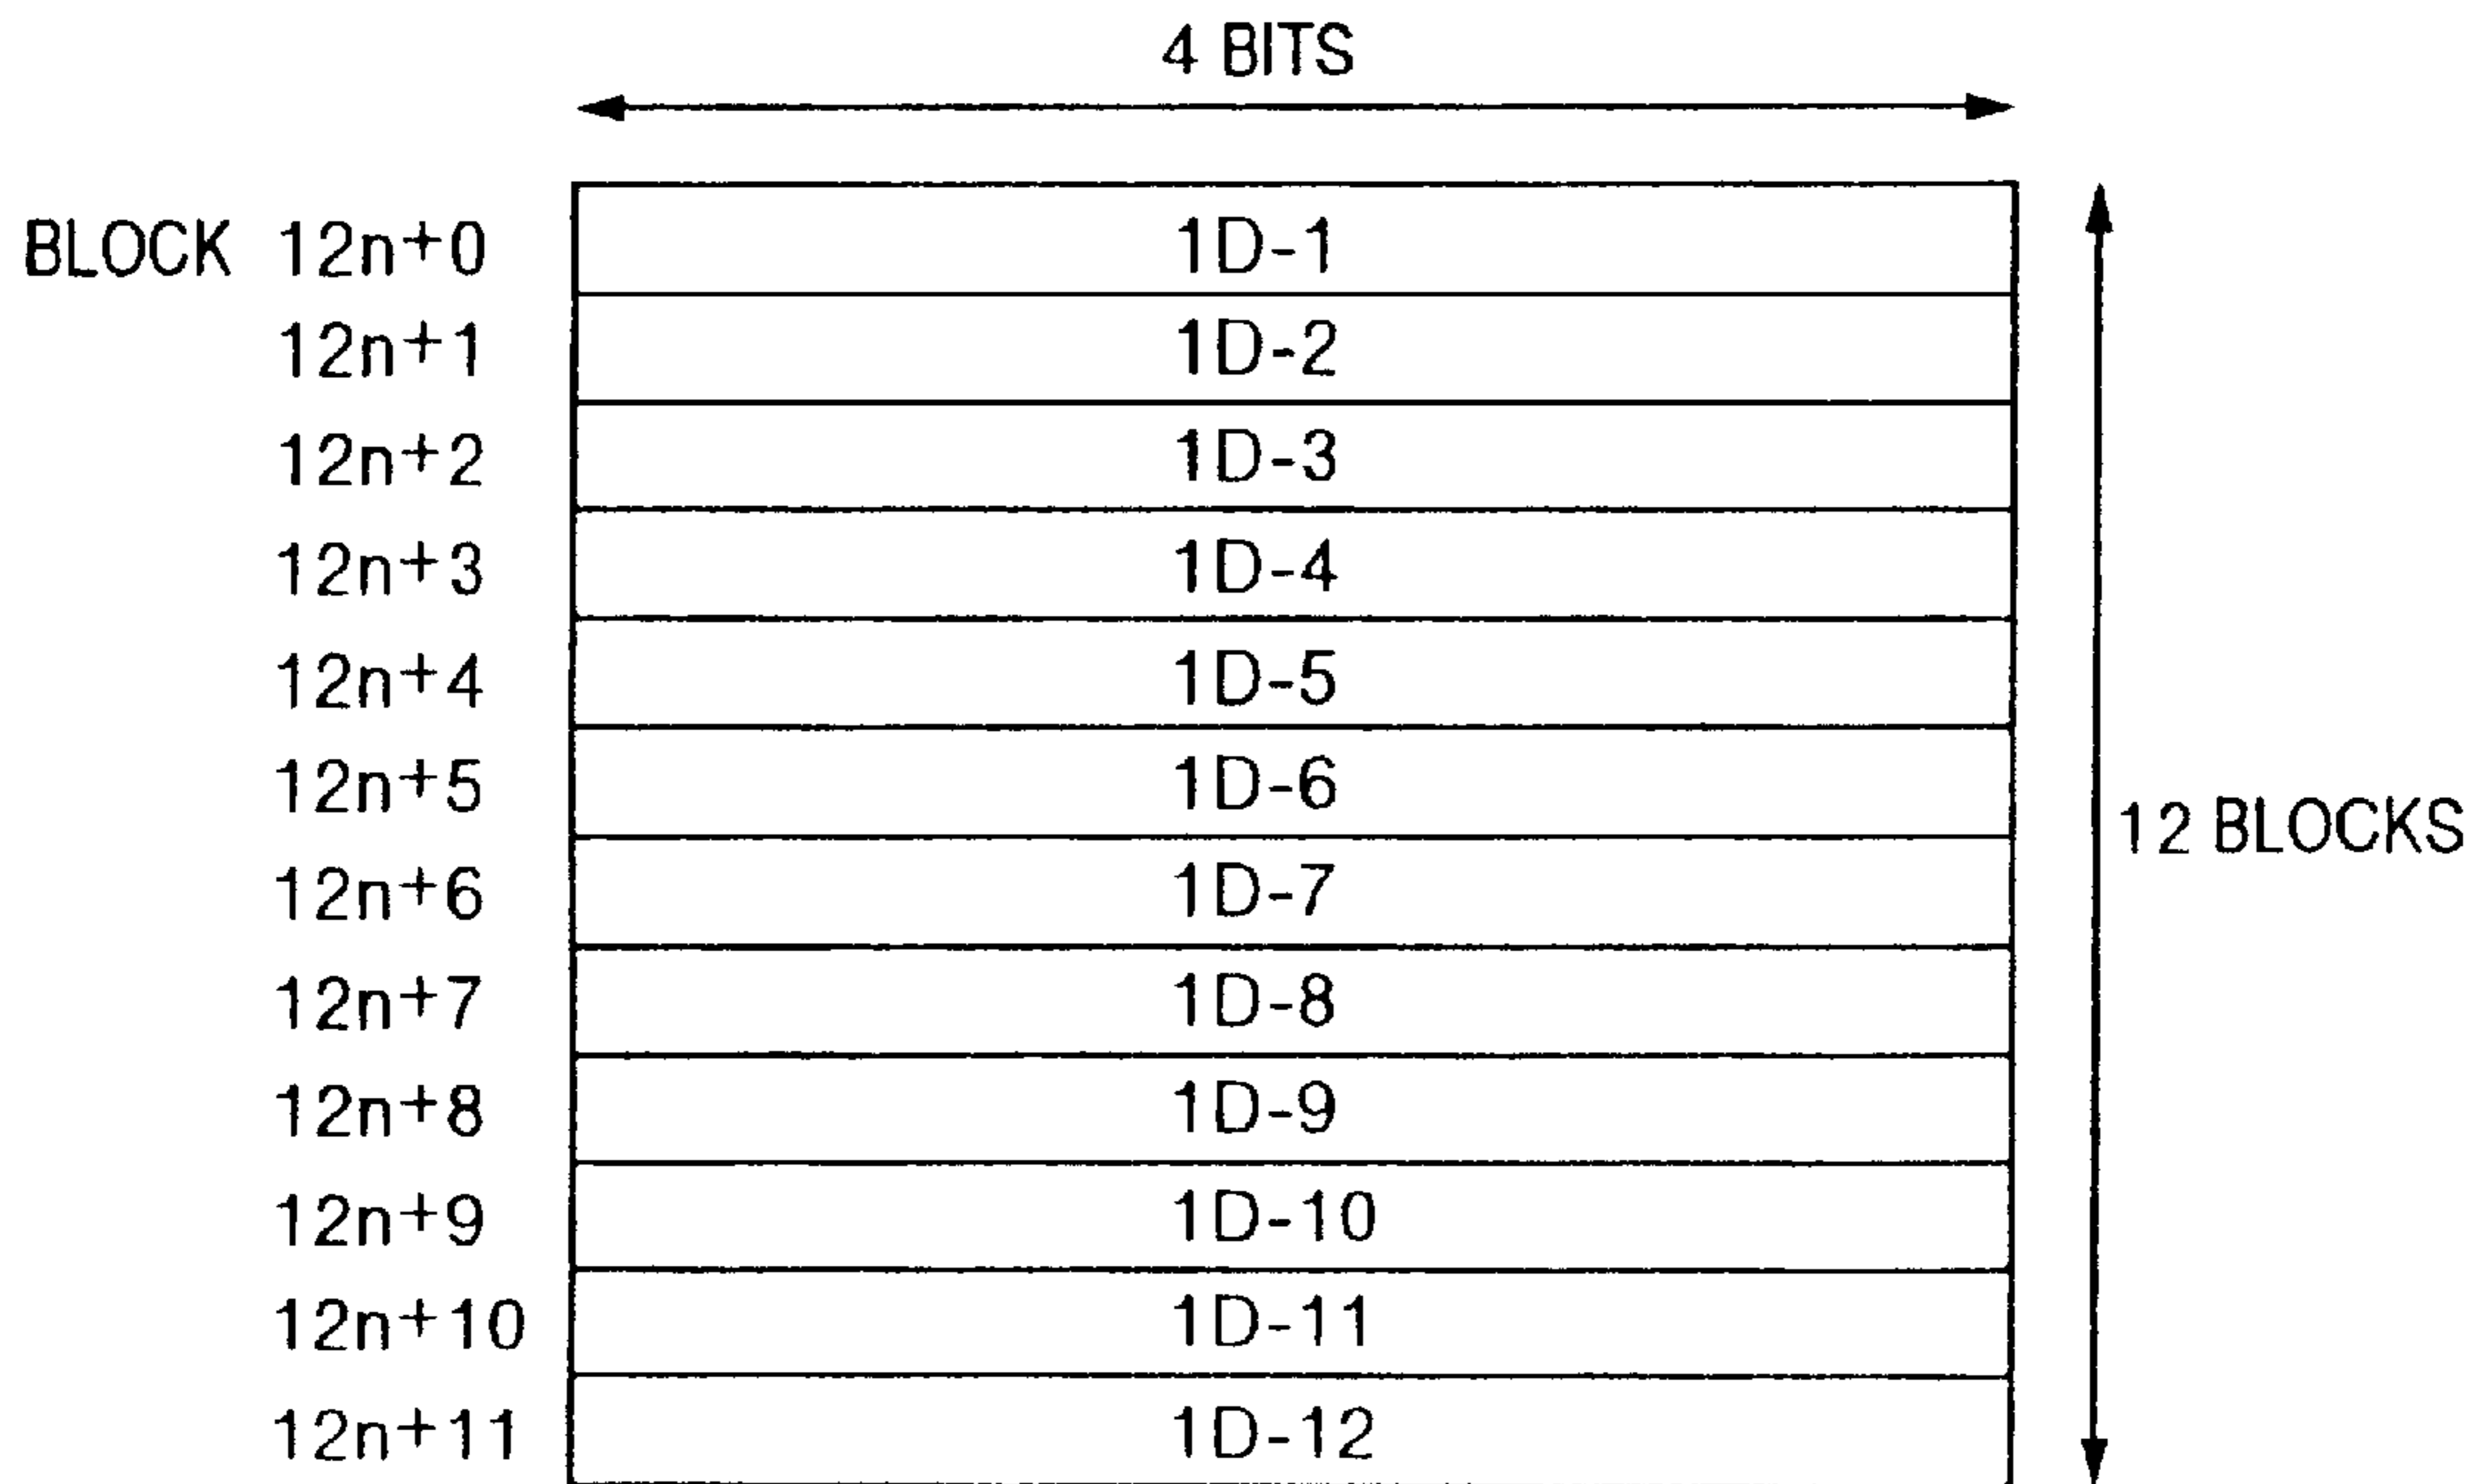 4 BITS
BLOCK 12n+0 1D-1
12n+1 1D-2
12n+2 1D-3
12n+3 1D-4
12n+4 1D-5
12n+5 1D-6
12 BLOCKS
12n+6 1D-7
12n+7 1D-8
12n+8 1D-9
12n+9 1D-10
12n+10 1D-11
12n+11 1D-12